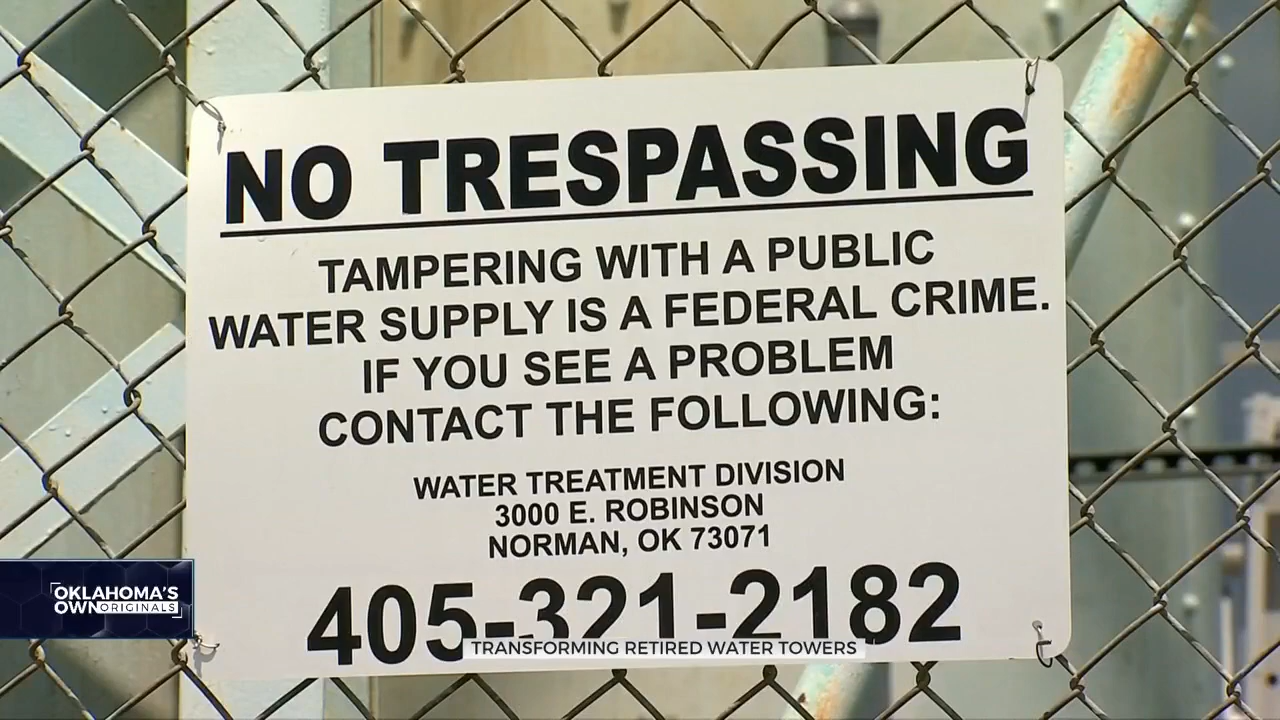 NO TRESPASSING
TAMPERING WITH A PUBLIC
WATER SUPPLY IS A FEDERAL CRIME.
IF YOU SEE A PROBLEM
CONTACT THE FOLLOWING:
WATER TREATMENT DIVISION
3000 E. ROBINSON
NORMAN, OK 73071
405-321-2182
OKLAHOMA'S
OWN ORIGINALS
TRANSFORMING RETIRED WATER TOWERS